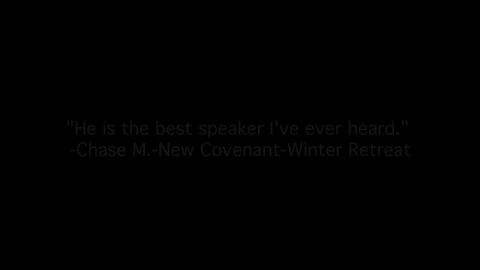 "He is the best speaker I've ever heard."
-Chase M.-New Covenant-Winter Retreat